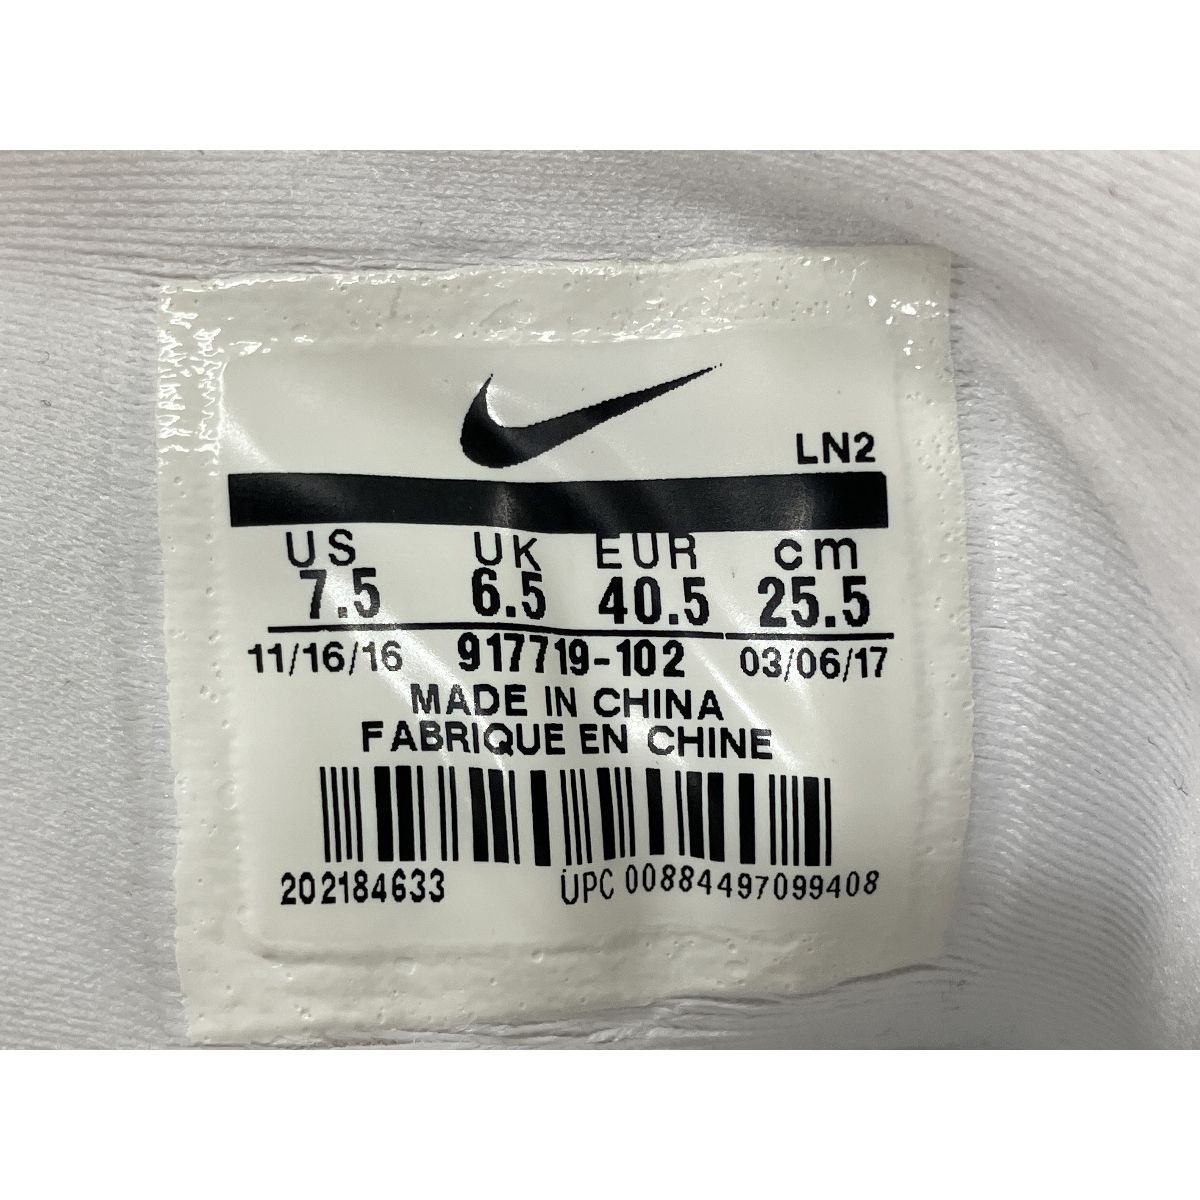 LN2
US UK EUR cm
7.5 6.5 40.5 25.5
11/16/16 917719-102 03/06/17
MADE IN CHINA
FABRIQUE EN CHINE
202184633 UPC 00884497099408